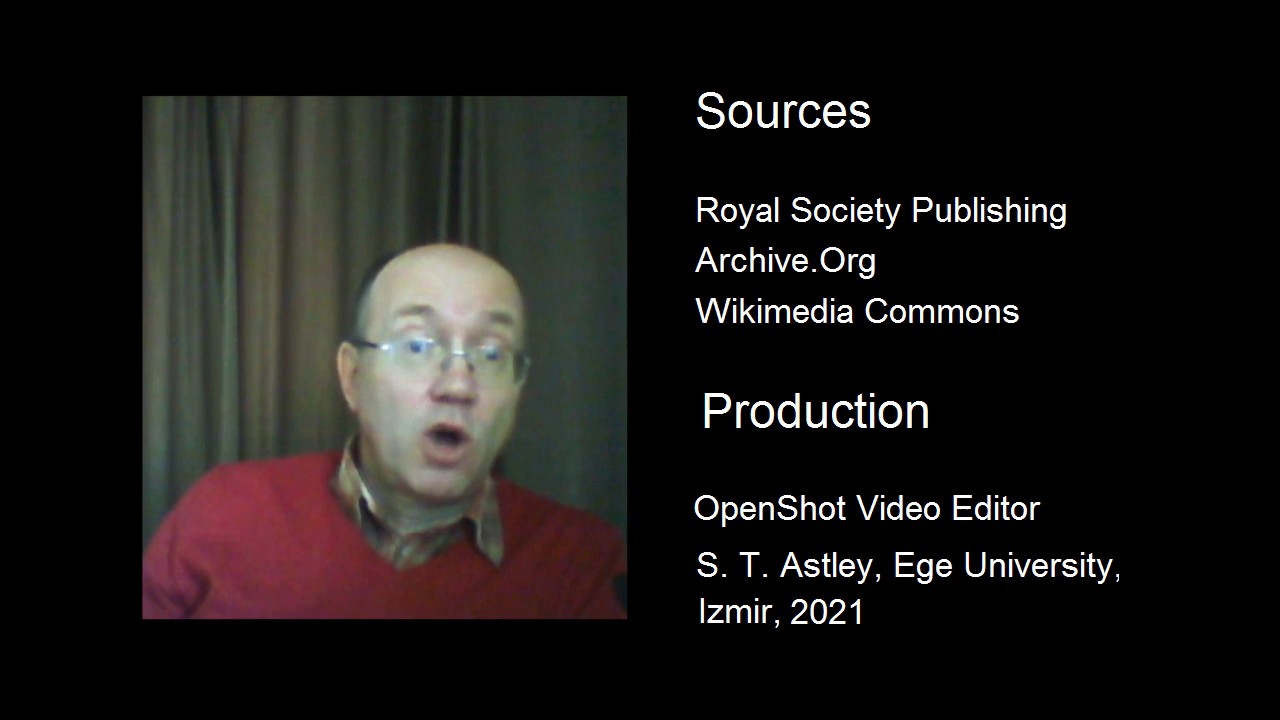 Sources
Royal Society Publishing
Archive.Org
Wikimedia Commons
Production
OpenShot Video Editor
S. T. Astley, Ege University,
Izmir, 2021